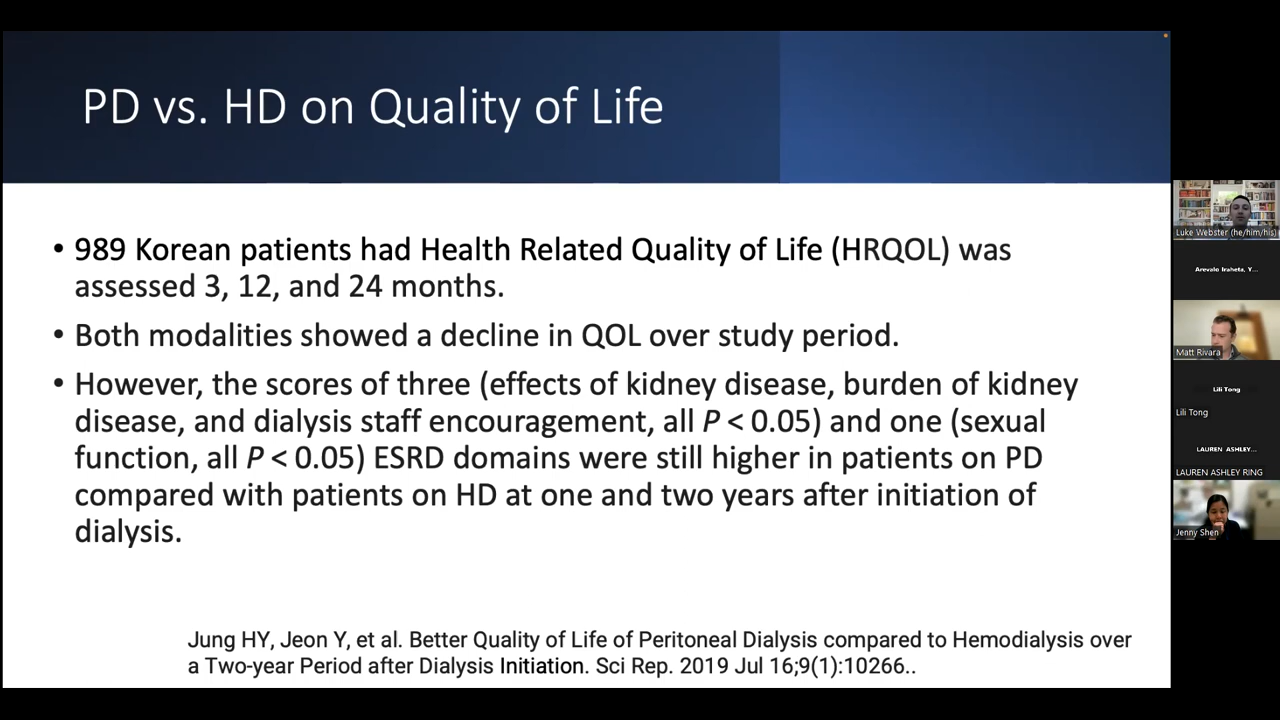 PD vs. HD on Quality of Life
• 989 Korean patients had Health Related Quality of Life (HRQOL) was
assessed 3, 12, and 24 months.
• Both modalities showed a decline in QOL over study period.
• However, the scores of three (effects of kidney disease, burden of kidney
disease, and dialysis staff encouragement, all P < 0.05) and one (sexual
function, all P < 0.05) ESRD domains were still higher in patients on PD
compared with patients on HD at one and two years after initiation of
dialysis.
Jung HY, Jeon Y, et al. Better Quality of Life of Peritoneal Dialysis compared to Hemodialysis over
a Two-year Period after Dialysis Initiation. Sci Rep. 2019 Jul 16;9(1):10266..
Luke Webster (he/him/his)
Arevalo Iraheta, Y...
Matt Rivara
Lili Tong
Lili Tong
LAUREN ASHLEY...
LAUREN ASHLEY RING
Jenny Shen